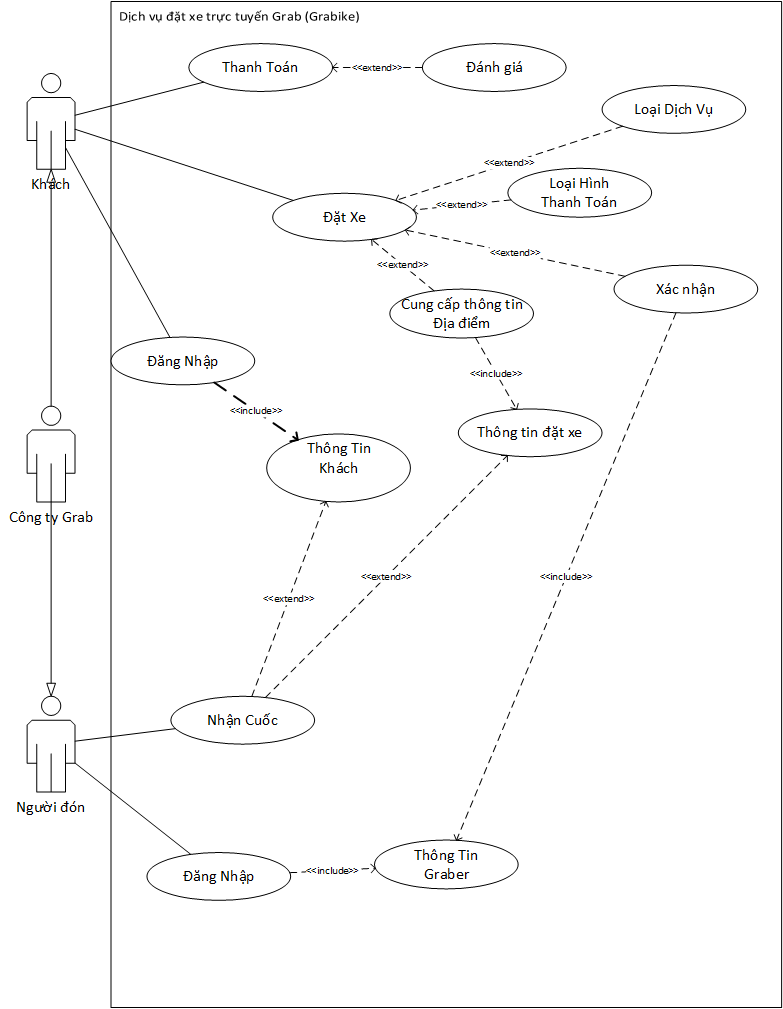 Dịch vụ đặt xe trực tuyến Grab (Grabike)
Thanh Toán
<<extend>>
Đánh giá
Loại Dịch Vụ
<<extend>>
Loại Hình
Thanh Toán
<<extend>>
Khách
Đặt Xe
<<extend>>
<<extend>>
Xác nhận
Cung cấp thông tin
Địa điểm
Đăng Nhập
<<include>>
<<include>>
Thông tin đặt xe
Thông Tin
Khách
Công ty Grab
<<extend>>
<<include>>
<<extend>>
Nhận Cuốc
Người đón
Thông Tin
Graber
<<include>>
Đăng Nhập